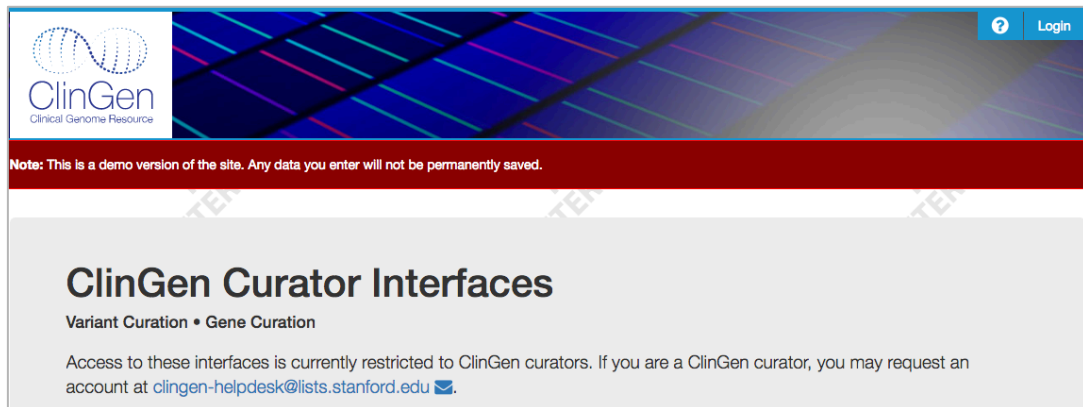 Login
ClinGen
Clinical Genome Resource
Note: This is a demo version of the site. Any data you enter will not be permanently saved.
ClinGen Curator Interfaces
Variant Curation • Gene Curation
Access to these interfaces is currently restricted to ClinGen curators. If you are a ClinGen curator, you may request an
account at clingen-helpdesk@lists.stanford.edu.